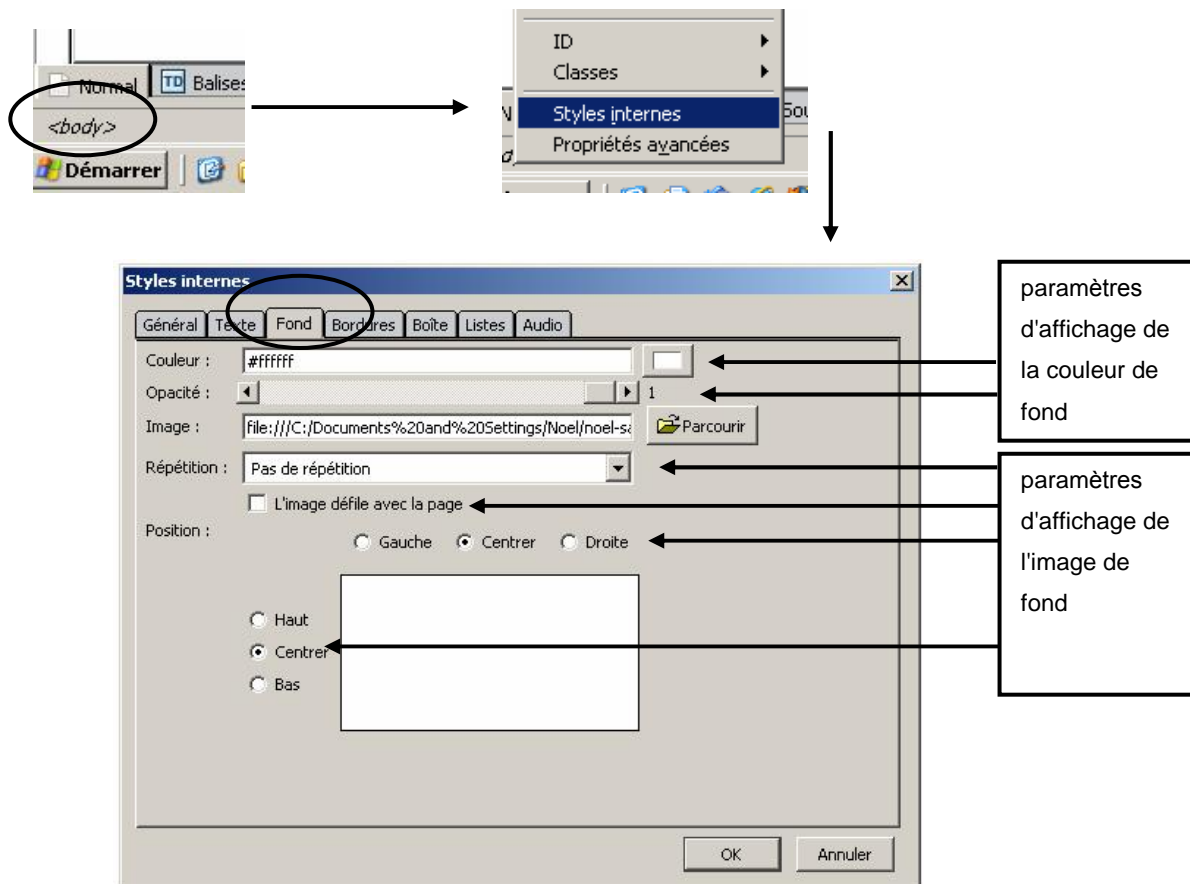 Normal
TD
Balises
<body>
Démarrer
ID
Classes
Styles internes
Propriétés avancées
Styles internes
Général Texte Fond Bordures Boîte Listes Audio
Couleur : #ffffff
Opacité : 1
Image : file:///C:/Documents%20and%20Settings/Noel/noel-sa Parcourir
Répétition : Pas de répétition
L'image défile avec la page
Position :
Gauche Centrer Droite
Haut
Centrer
Bas
OK Annuler
paramètres
d'affichage de
la couleur de
fond
paramètres
d'affichage de
l'image de
fond